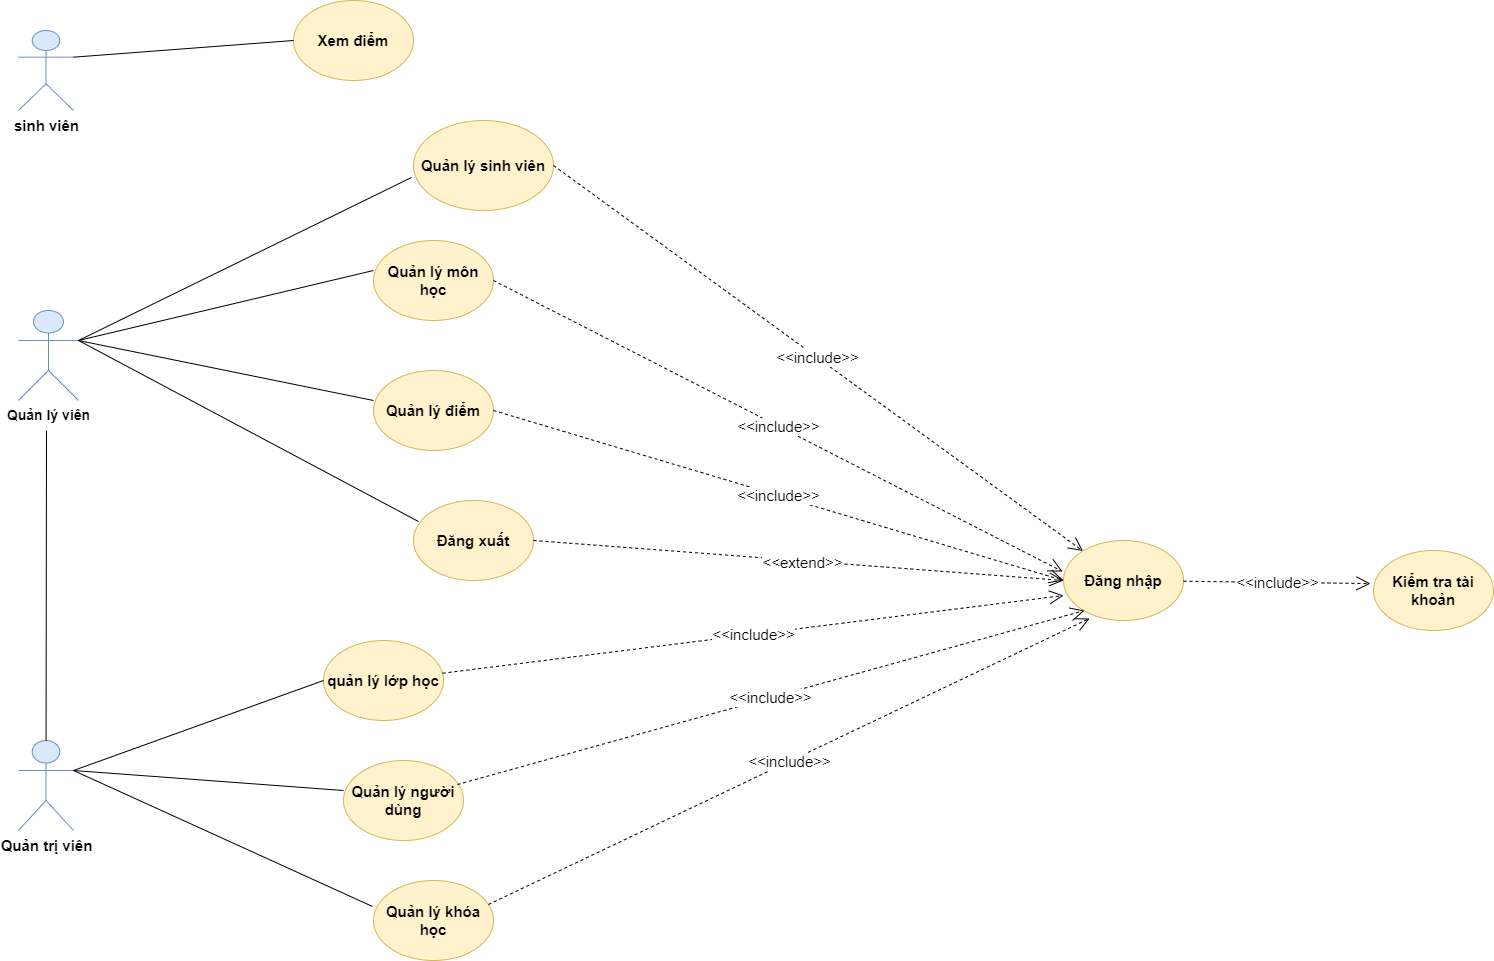 Xem điểm
sinh viên
Quản lý sinh viên
Quản lý môn
học
<<include>>
Quản lý viên
Quản lý điểm
<<include>>
<<include>>
Đăng xuất
<<extend>>
Đăng nhập
<<include>>
Kiểm tra tài
khoản
<<include>>
quản lý lớp học
<<include>>
<<include>>
Quản lý người
dùng
Quản trị viên
Quản lý khóa
học